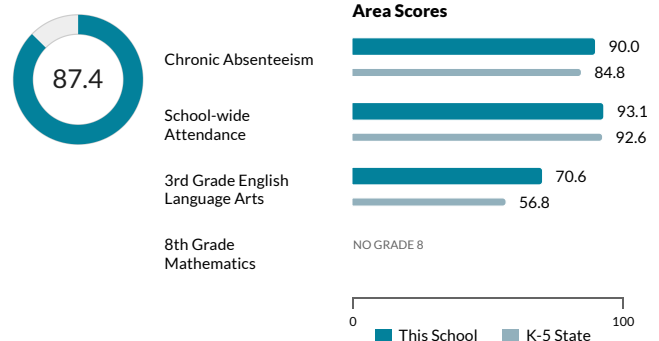 Area Scores
87.4
Chronic Absenteeism
90.0
84.8
School-wide
Attendance
93.1
92.6
3rd Grade English
Language Arts
70.6
56.8
8th Grade
Mathematics
NO GRADE 8
0
100
This School
K-5 State